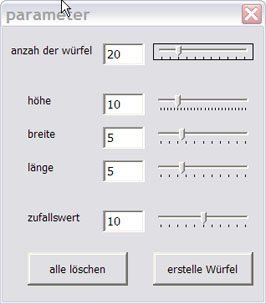 parameter
anzah der würfel 20
höhe 10
breite 5
länge 5
zufallswert 10
alle löschen erstelle Würfel